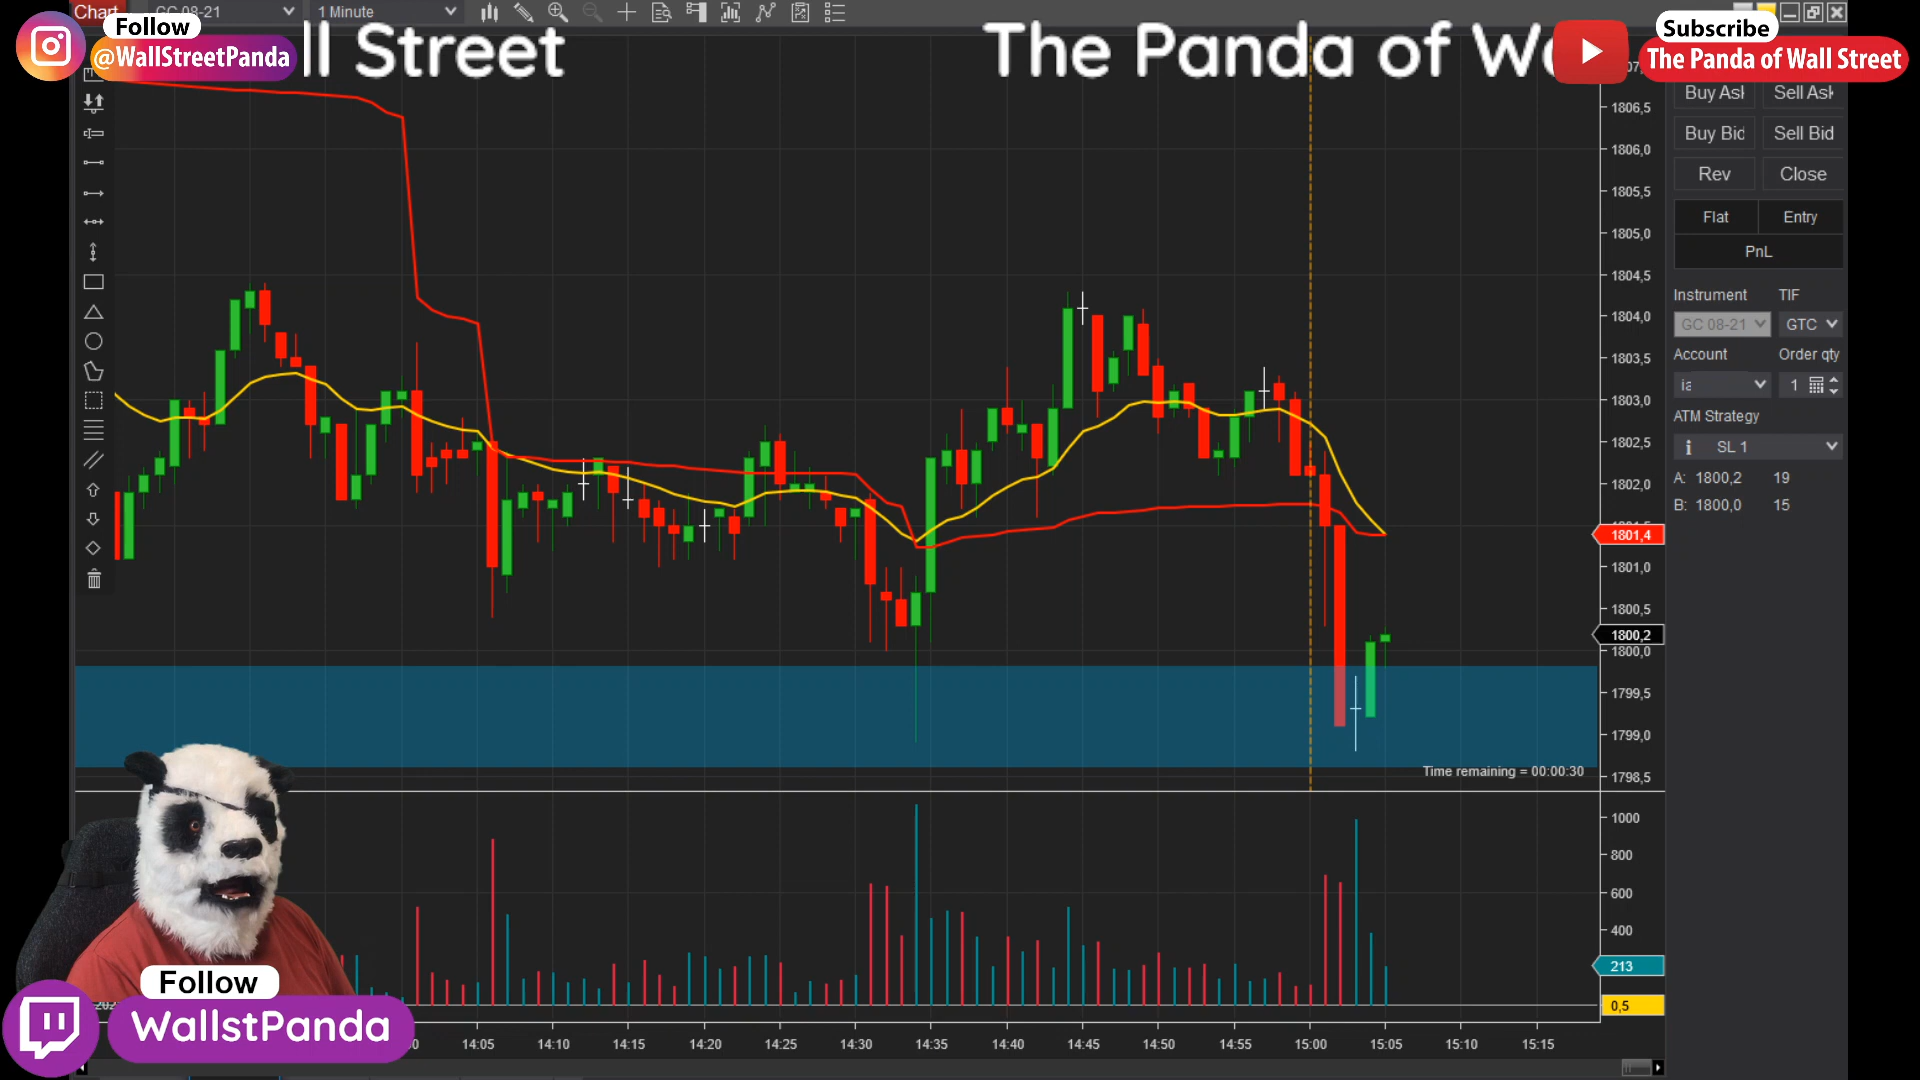 Chart
GC 08-21
1 Minute
Follow
@WallStreetPanda
ll Street
The Panda of W
Subscribe
The Panda of Wall Street
Buy Ask
Sell Ask
Buy Bid
Sell Bid
Rev
Close
Flat
Entry
PnL
Instrument
TIF
GC 08-21
GTC
Account
Order qty
ia
1
ATM Strategy
SL 1
A: 1800,2 19
B: 1800,0 15
1806,5
1806,0
1805,5
1805,0
1804,5
1804,0
1803,5
1803,0
1802,5
1802,0
1801,4
1801,0
1800,5
1800,2
1800,0
1799,5
1799,0
1798,5
Time remaining = 00:00:30
1000
800
600
400
213
0,5
14:05
14:10
14:15
14:20
14:25
14:30
14:35
14:40
14:45
14:50
14:55
15:00
15:05
15:10
15:15
Follow
WallstPanda